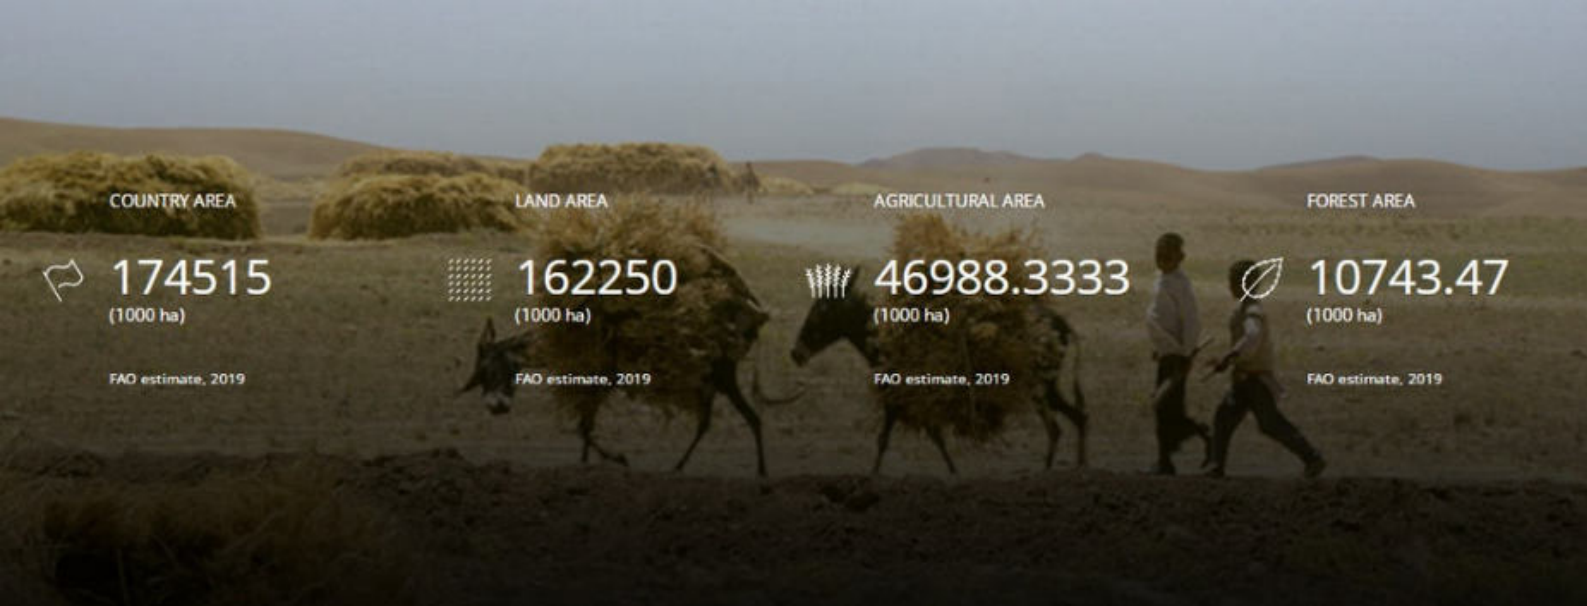 COUNTRY AREA
174515
(1000 ha)
FAO estimate, 2019
LAND AREA
162250
(1000 ha)
FAO estimate, 2019
AGRICULTURAL AREA
46988.3333
(1000 ha)
FAO estimate, 2019
FOREST AREA
10743.47
(1000 ha)
FAO estimate, 2019